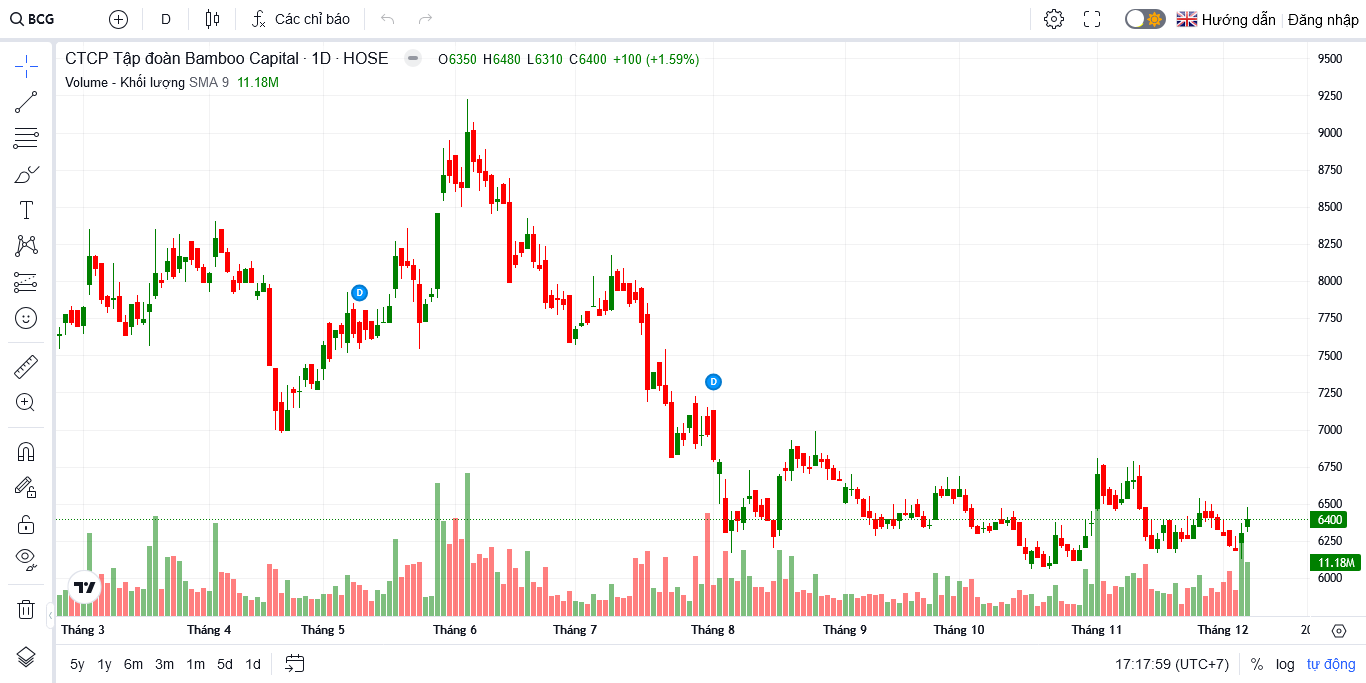 BCG D Các chỉ báo Hướng dẫn Đăng nhập
CTCP Tập đoàn Bamboo Capital · 1D · HOSE O6350 H6480 L6310 C6400 +100 (+1.59%)
Volume - Khối lượng SMA 9 11.18M
9500
9250
9000
8750
8500
8250
8000
D
7750
7500
D
7250
7000
6750
6500
6400
6250
11.18M
6000
Tháng 3 Tháng 4 Tháng 5 Tháng 6 Tháng 7 Tháng 8 Tháng 9 Tháng 10 Tháng 11 Tháng 12
5y 1y 6m 3m 1m 5d 1d 17:17:59 (UTC+7) % log tự động